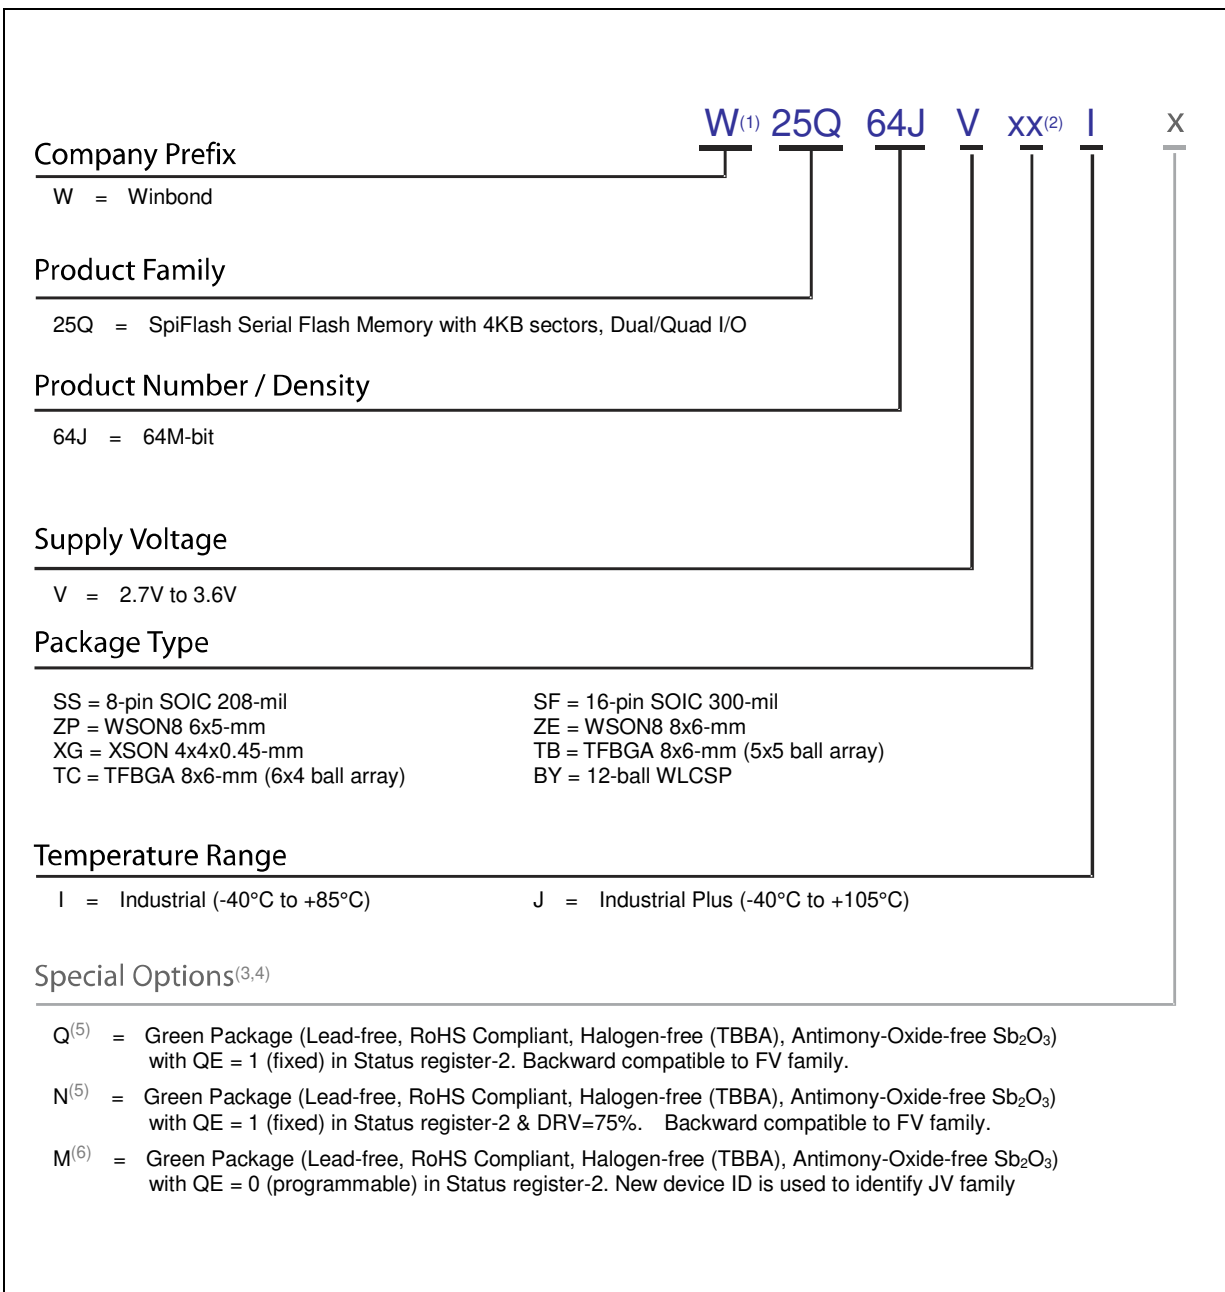 W(1) 25Q 64J V xx(2) I x
Company Prefix
W = Winbond
Product Family
25Q = SpiFlash Serial Flash Memory with 4KB sectors, Dual/Quad I/O
Product Number / Density
64J = 64M-bit
Supply Voltage
V = 2.7V to 3.6V
Package Type
SS = 8-pin SOIC 208-mil SF = 16-pin SOIC 300-mil
ZP = WSON8 6x5-mm ZE = WSON8 8x6-mm
XG = XSON 4x4x0.45-mm TB = TFBGA 8x6-mm (5x5 ball array)
TC = TFBGA 8x6-mm (6x4 ball array) BY = 12-ball WLCSP
Temperature Range
I = Industrial (-40°C to +85°C) J = Industrial Plus (-40°C to +105°C)
Special Options(3,4)
Q(5) = Green Package (Lead-free, RoHS Compliant, Halogen-free (TBBA), Antimony-Oxide-free Sb₂O₃)
with QE = 1 (fixed) in Status register-2. Backward compatible to FV family.
N(5) = Green Package (Lead-free, RoHS Compliant, Halogen-free (TBBA), Antimony-Oxide-free Sb₂O₃)
with QE = 1 (fixed) in Status register-2 & DRV=75%. Backward compatible to FV family.
M(6) = Green Package (Lead-free, RoHS Compliant, Halogen-free (TBBA), Antimony-Oxide-free Sb₂O₃)
with QE = 0 (programmable) in Status register-2. New device ID is used to identify JV family